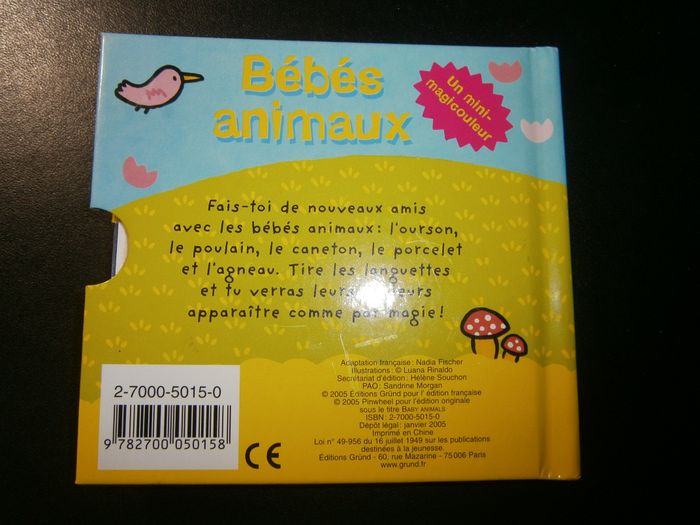 Bébés
animaux
Un mini-
magicouleur
Fais-toi de nouveaux amis
avec les bébés animaux : l'ourson,
le poulain, le caneton, le porcelet
et l'agneau. Tire les languettes
et tu verras leurs
apparaître comme par magie !
Adaptation française : Nadia Fischer
Illustrations : © Luana Rinaldo
Secrétariat d'édition : Hélène Souchon
PAO : Sandrine Morgan
© 2005 Éditions Gründ pour l' édition française
© 2005 Pinwheel pour l'édition originale
sous le titre BABY ANIMALS
ISBN : 2-7000-5015-0
Dépôt légal : janvier 2005
Imprimé en Chine
Loi n° 49-956 du 16 juillet 1949 sur les publications
destinées à la jeunesse.
Éditions Gründ - 60, rue Mazarine - 75006 Paris
www.grund.fr
2-7000-5015-0
9 782700 050158
CE